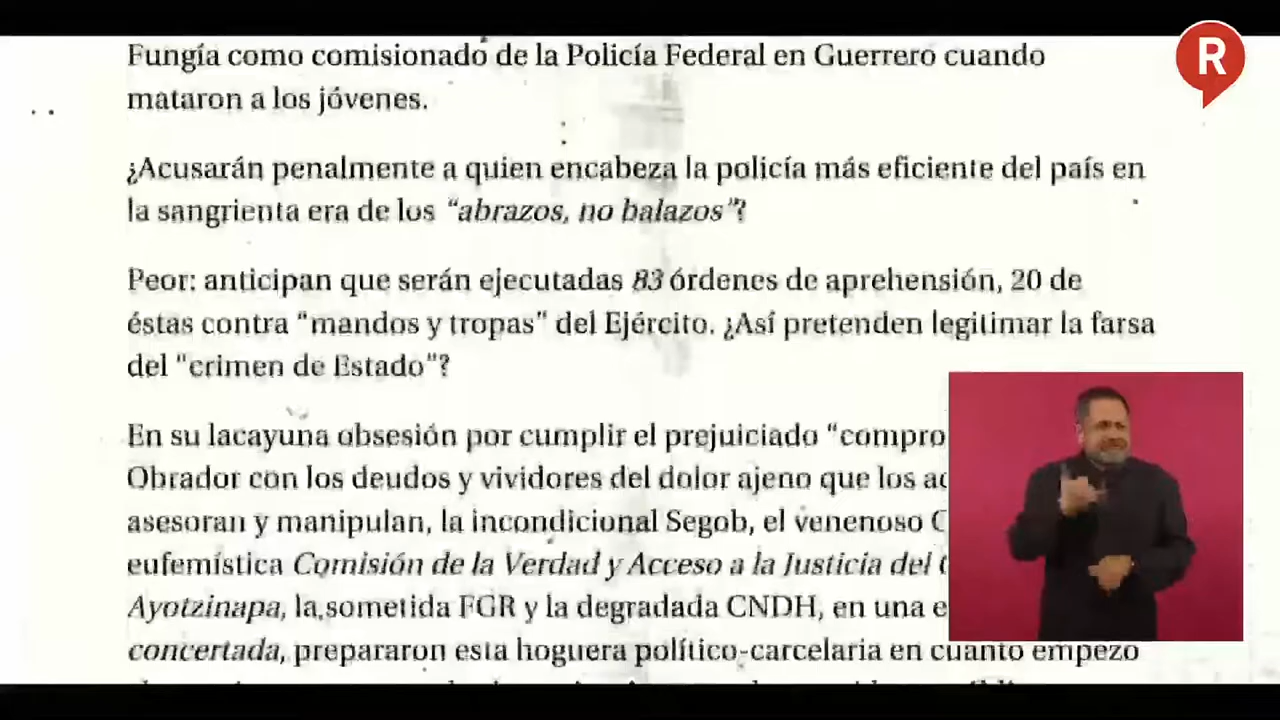 Fungía como comisionado de la Policía Federal en Guerrero cuando
mataron a los jóvenes.
¿Acusarán penalmente a quien encabeza la policía más eficiente del país en
la sangrienta era de los "abrazos, no balazos"?
Peor: anticipan que serán ejecutadas 83 órdenes de aprehensión, 20 de
éstas contra "mandos y tropas" del Ejército. ¿Así pretenden legitimar la farsa
del "crimen de Estado"?
En su lacayuna obsesión por cumplir el prejuiciado "compro
Obrador con los deudos y vividores del dolor ajeno que los
asesoran y manipulan, la incondicional Segob, el venenoso
eufemística Comisión de la Verdad y Acceso a la Justicia del
Ayotzinapa, la sometida FGR y la degradada CNDH, en una
concertada, prepararon esta hoguera político-carcelaria en cuanto empezó
R